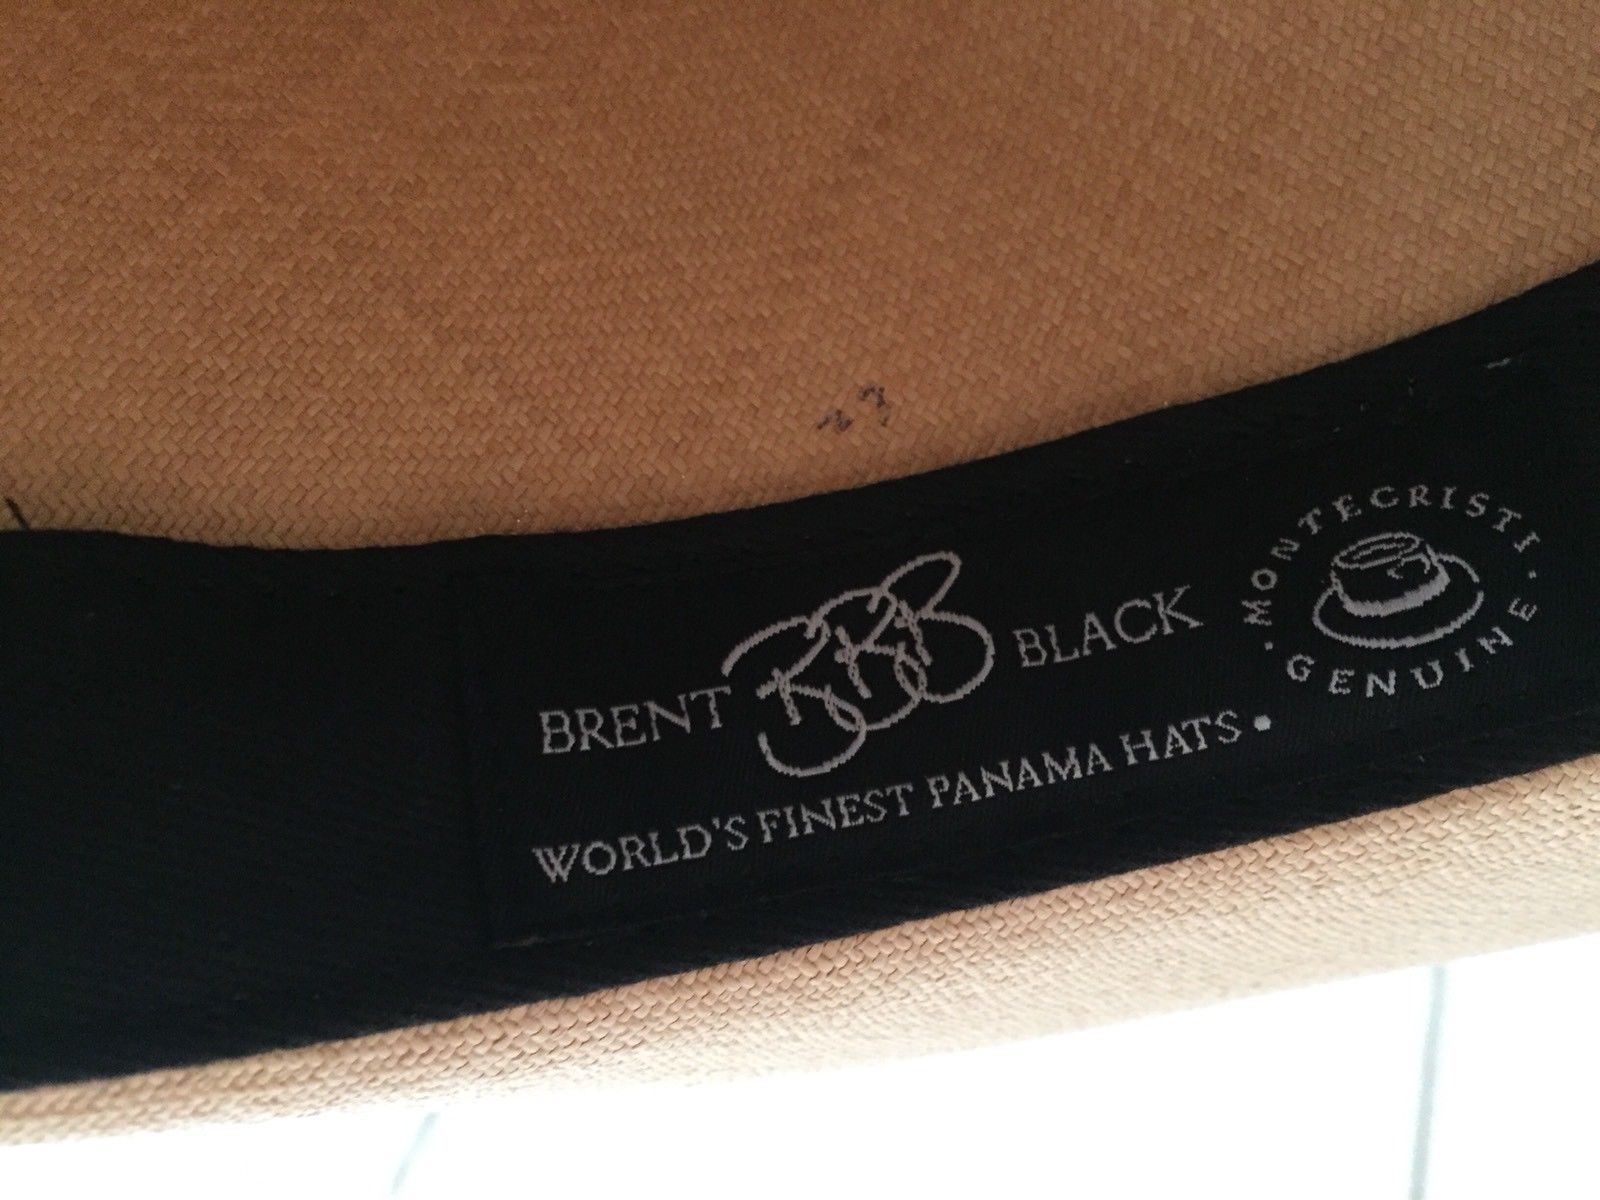 BRENT BLACK
WORLD'S FINEST PANAMA HATS •
• MONTECRISTI •
GENUINE